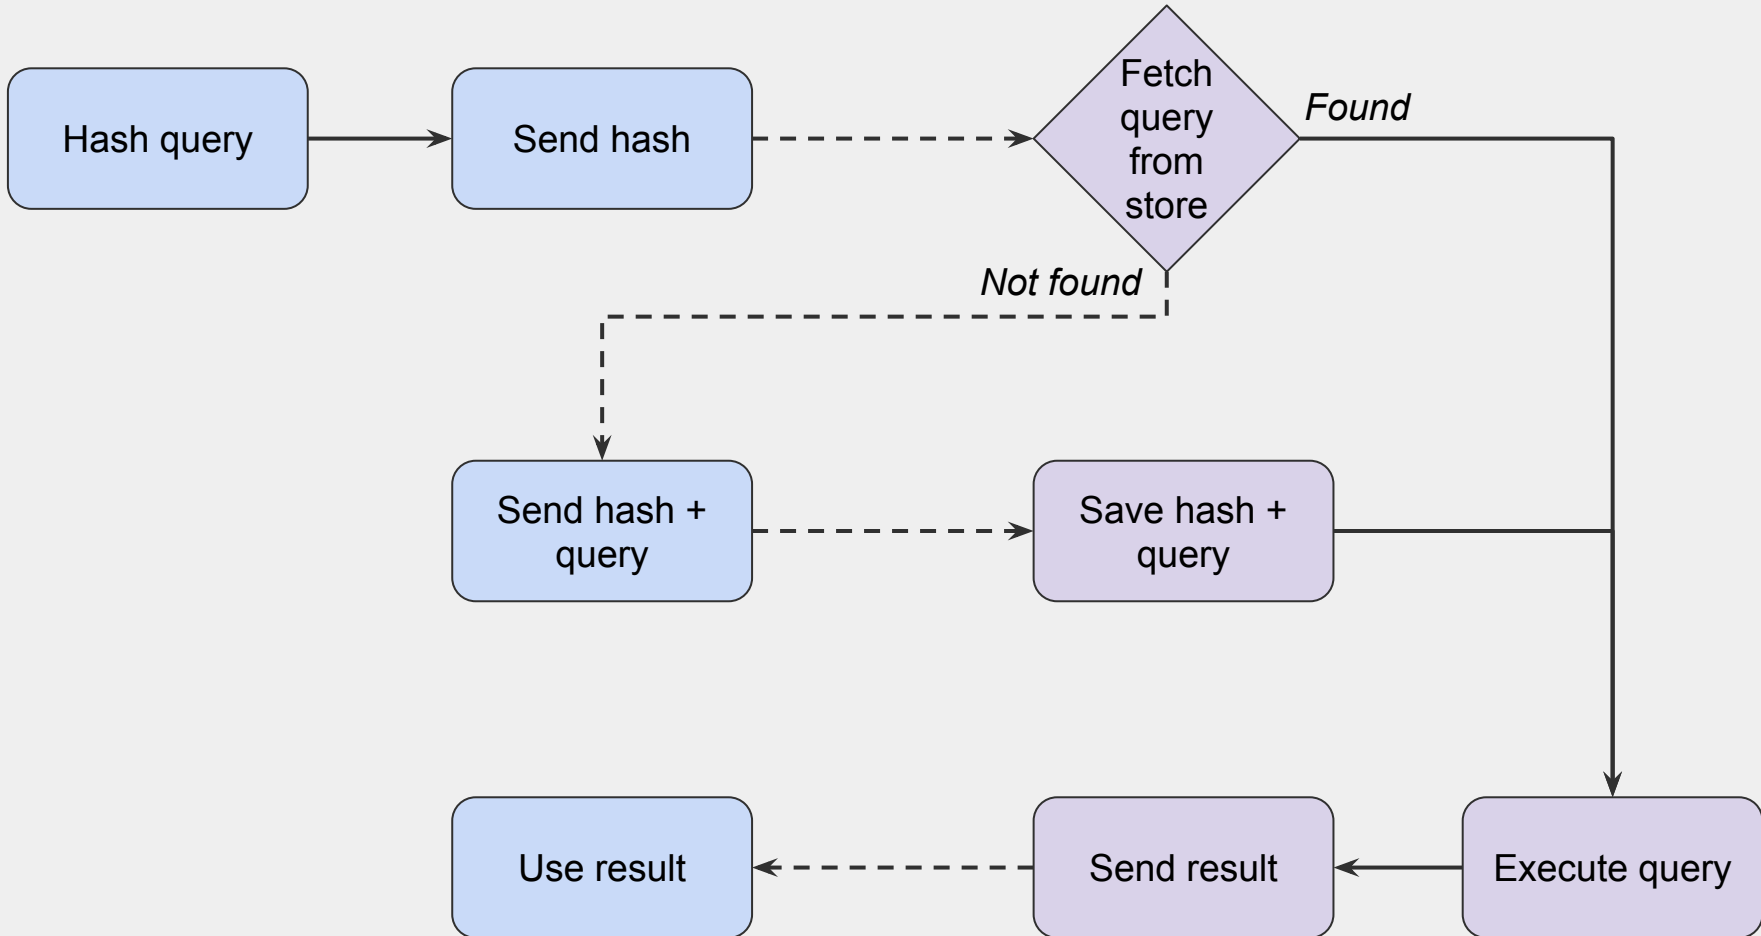 Hash query
Send hash
Fetch
query
from
store
Found
Not found
Send hash +
query
Save hash +
query
Use result
Send result
Execute query